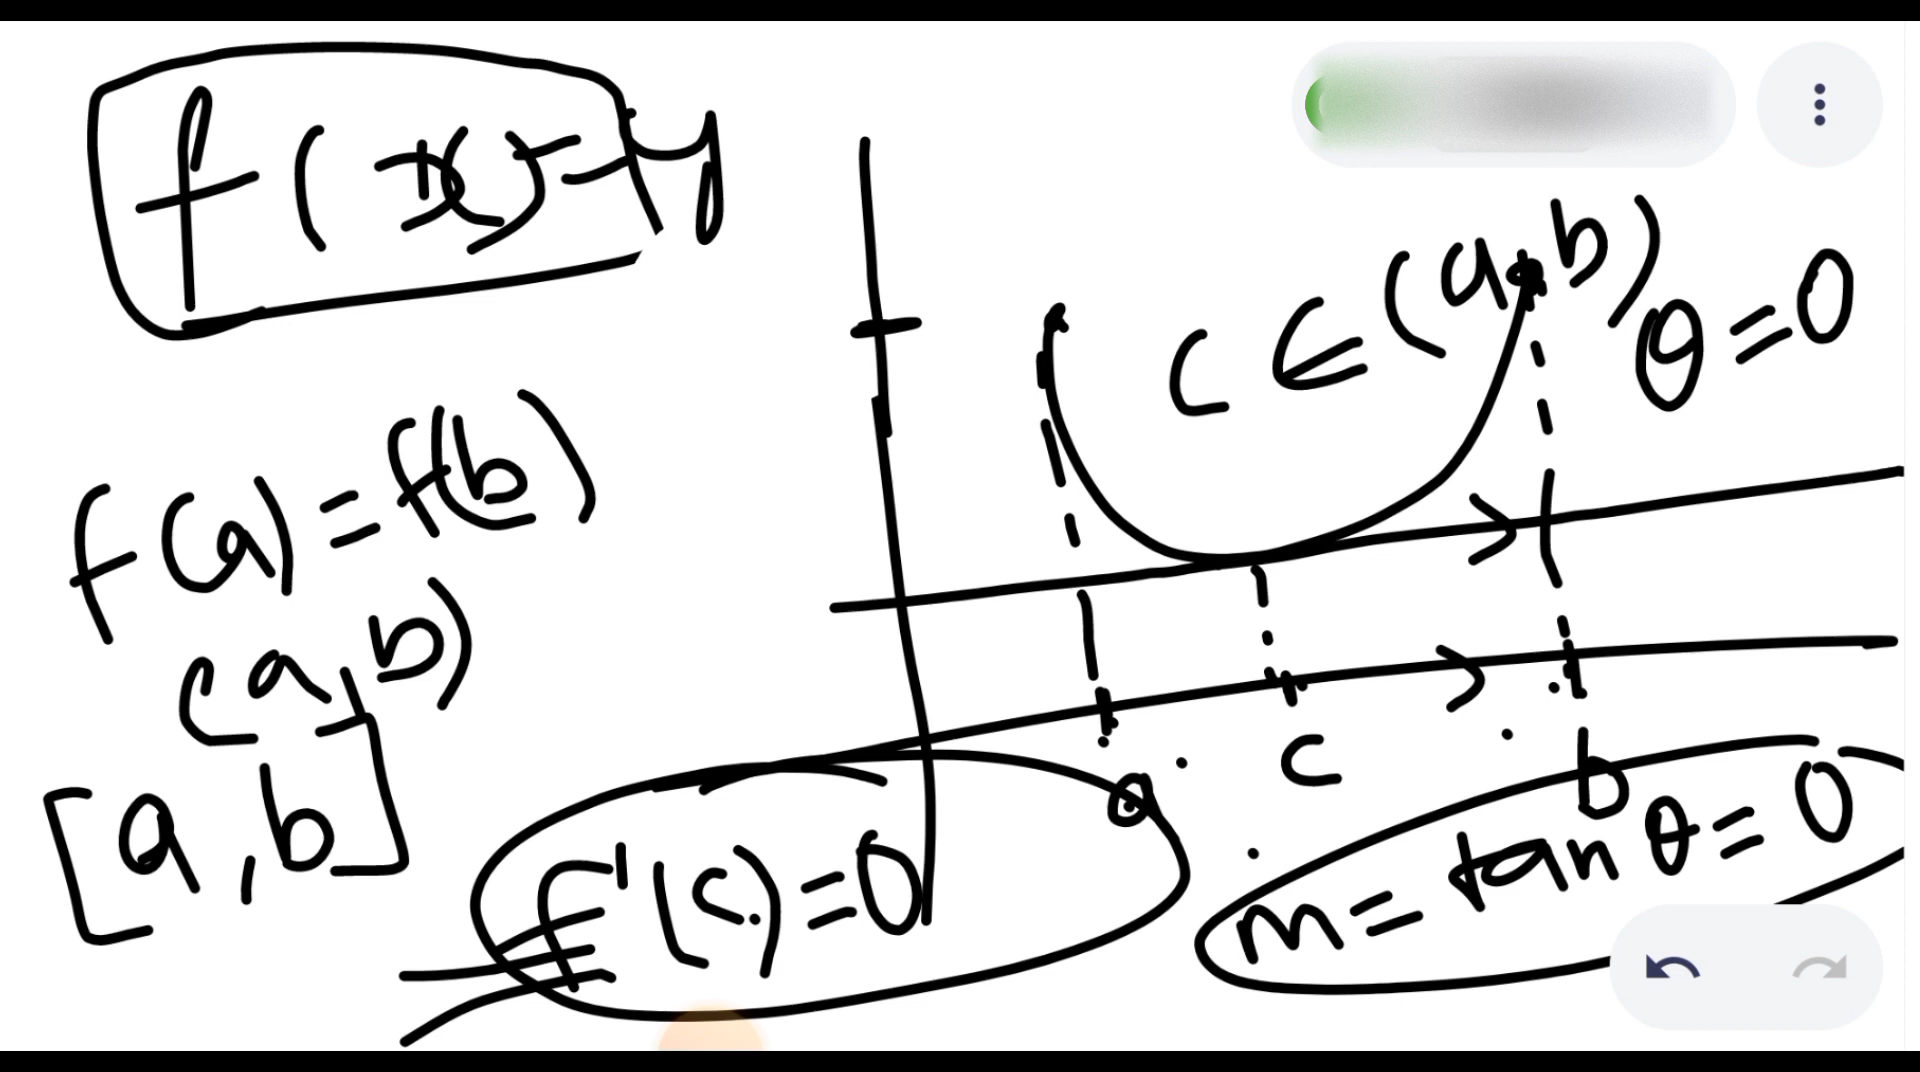 f(x)=y
c ∈ (a,b)
θ=0
f(a)=f(b)
(a,b)
[a,b]
a
c
b
f'(c)=0
m=tanθ=0